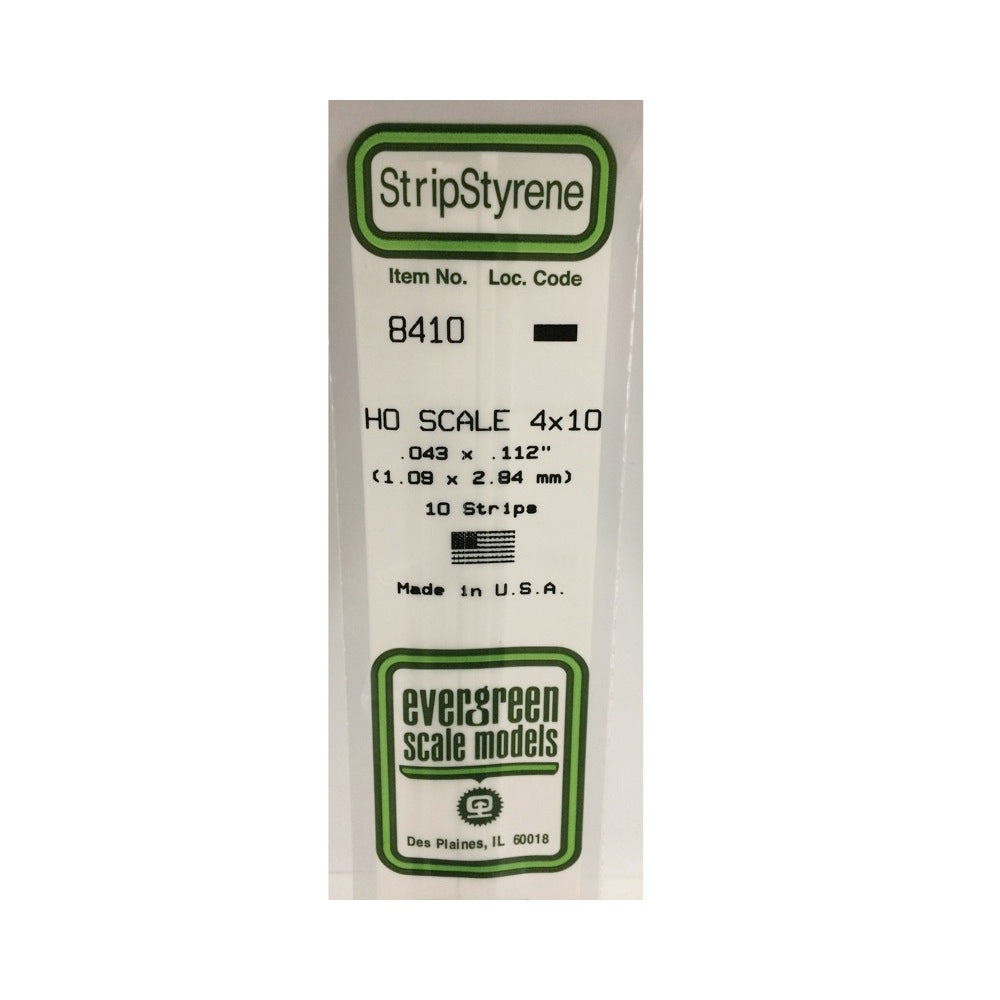 StripStyrene
Item No. Loc. Code
8410
HO SCALE 4x10
.043 x .112"
(1.09 x 2.84 mm)
10 Strips
Made in U.S.A.
evergreen
scale models
Des Plaines, IL 60018